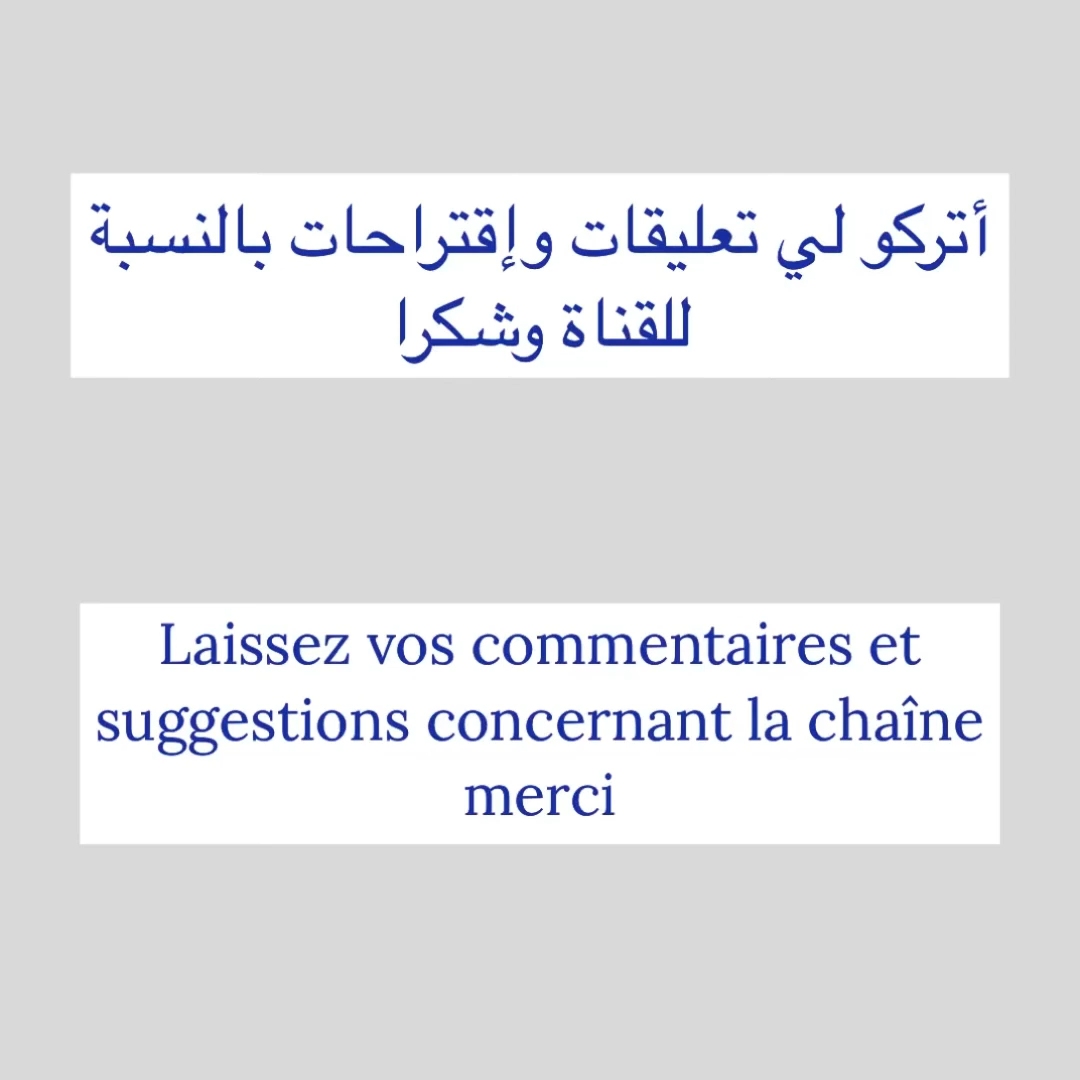 أتركو لي تعليقات وإقتراحات بالنسبة
للقناة وشكرا
Laissez vos commentaires et
suggestions concernant la chaîne
merci